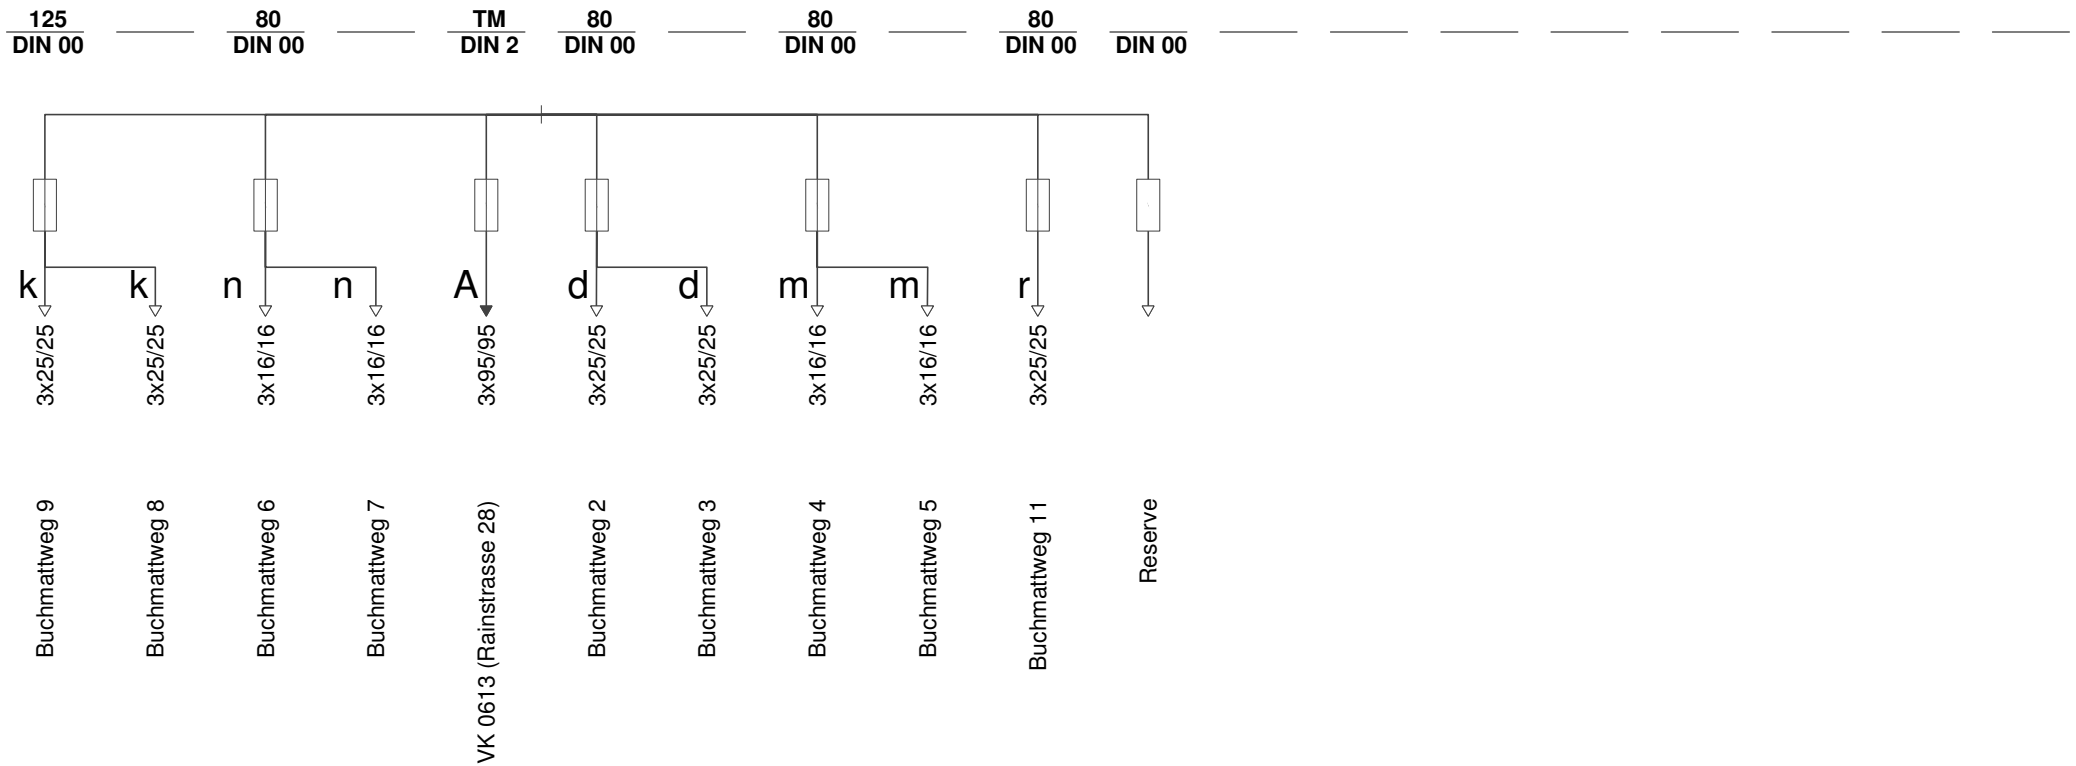 125 80 TM 80 80 80
DIN 00 DIN 00 DIN 2 DIN 00 DIN 00 DIN 00 DIN 00
k k n n A d d m m r
3x25/25
3x25/25
3x16/16
3x16/16
3x95/95
3x25/25
3x25/25
3x16/16
3x16/16
3x25/25
Buchmattweg 9
Buchmattweg 8
Buchmattweg 6
Buchmattweg 7
VK 0613 (Rainstrasse 28)
Buchmattweg 2
Buchmattweg 3
Buchmattweg 4
Buchmattweg 5
Buchmattweg 11
Reserve